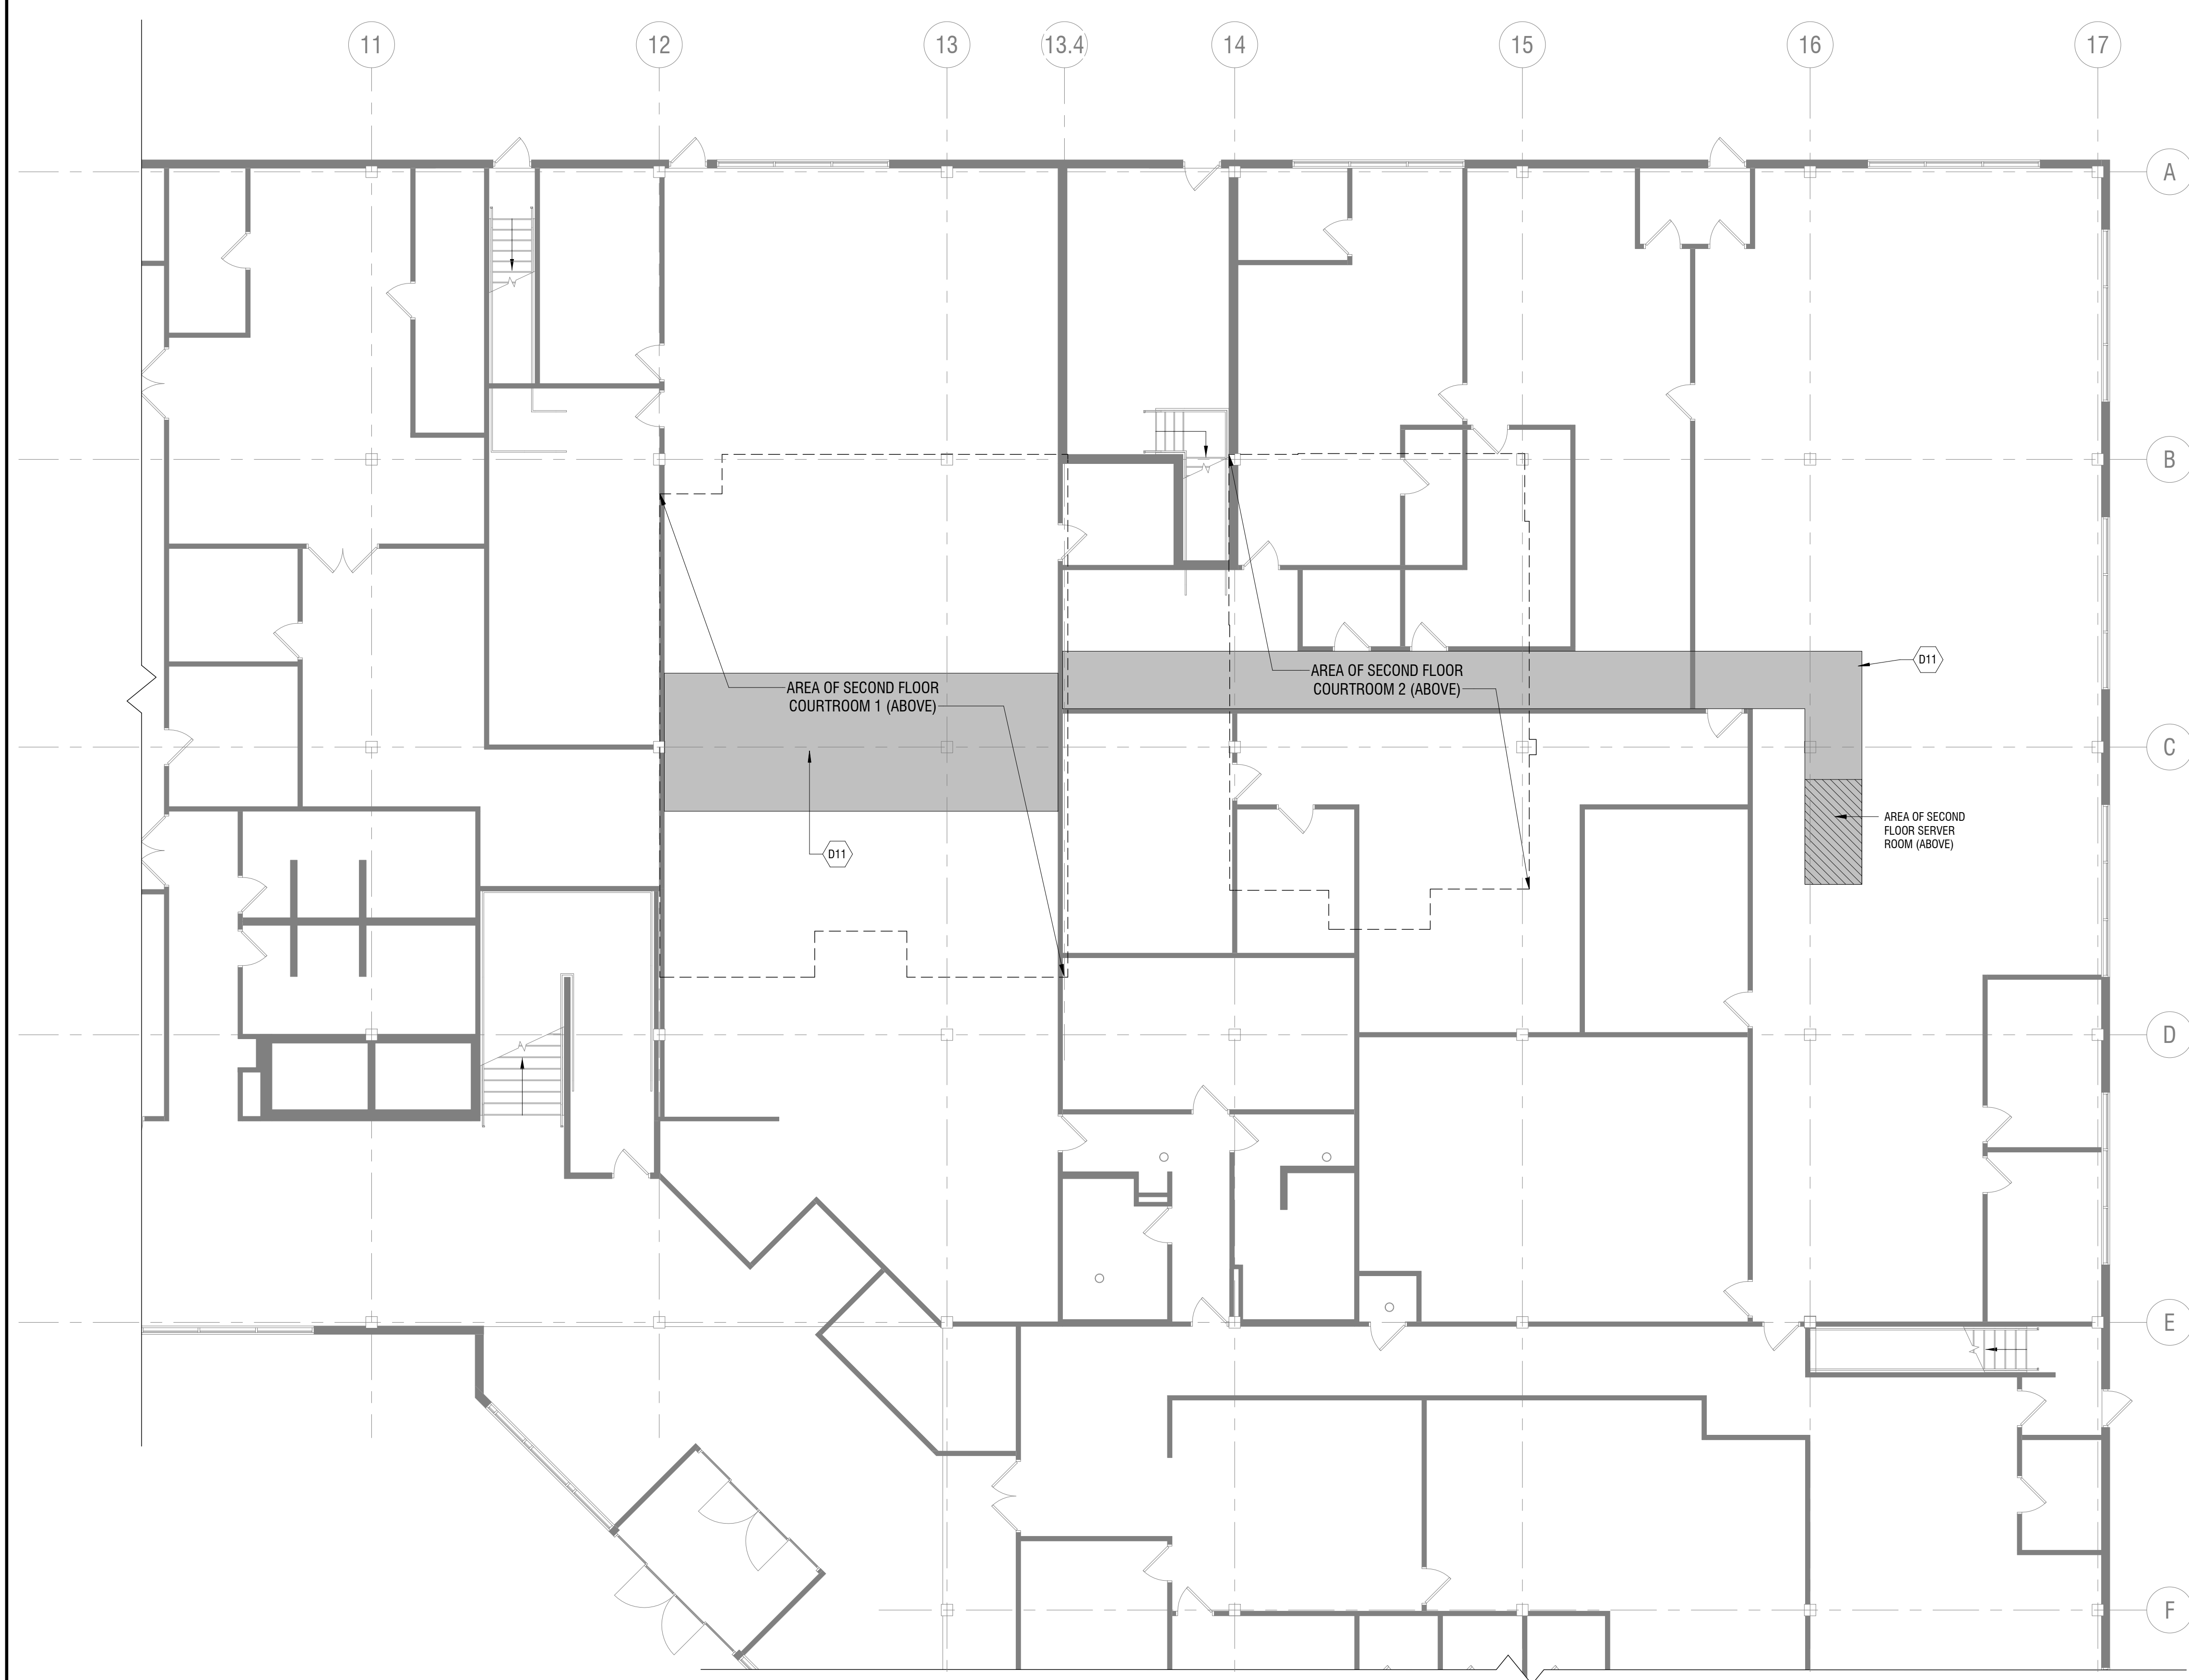 11
12
13
13.4
14
15
16
17
A
B
C
D
E
F
AREA OF SECOND FLOOR
COURTROOM 1 (ABOVE)
AREA OF SECOND FLOOR
COURTROOM 2 (ABOVE)
D11
D11
AREA OF SECOND
FLOOR SERVER
ROOM (ABOVE)